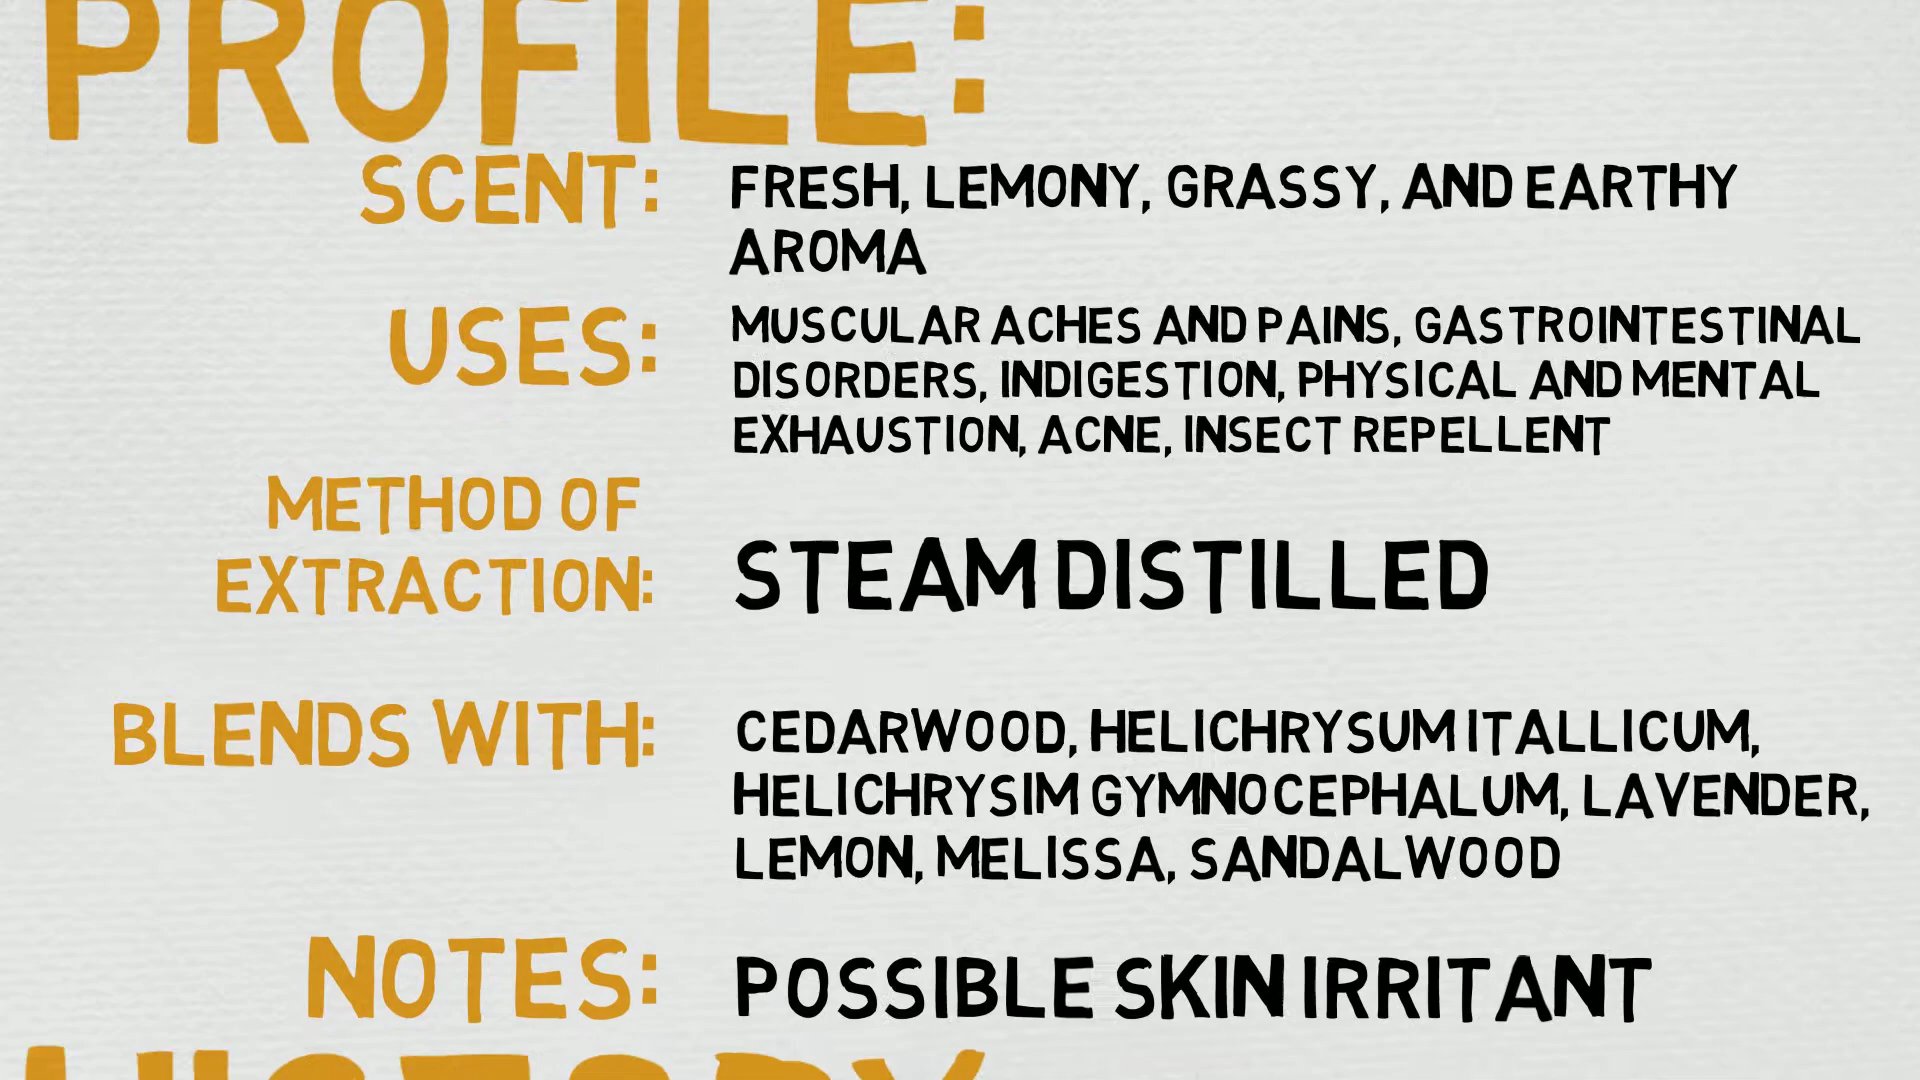 PROFILE:
SCENT: FRESH, LEMONY, GRASSY, AND EARTHY
AROMA
USES: MUSCULAR ACHES AND PAINS, GASTROINTESTINAL
DISORDERS, INDIGESTION, PHYSICAL AND MENTAL
EXHAUSTION, ACNE, INSECT REPELLENT
METHOD OF
EXTRACTION: STEAM DISTILLED
BLENDS WITH: CEDARWOOD, HELICHRYSUM ITALLICUM,
HELICHRYSIM GYMNOCEPHALUM, LAVENDER,
LEMON, MELISSA, SANDALWOOD
NOTES: POSSIBLE SKIN IRRITANT
HISTORY